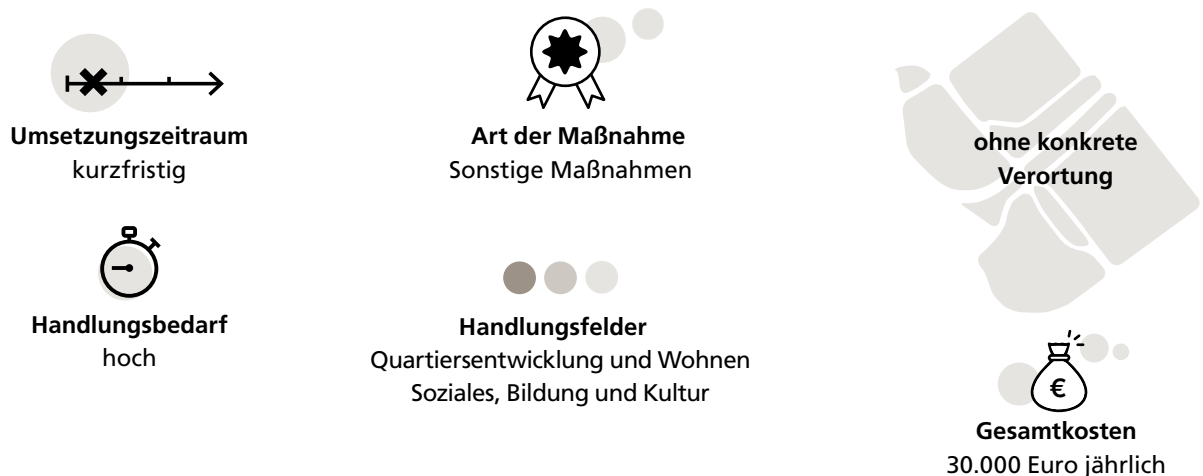 Umsetzungszeitraum
kurzfristig
Handlungsbedarf
hoch
Art der Maßnahme
Sonstige Maßnahmen
Handlungsfelder
Quartiersentwicklung und Wohnen
Soziales, Bildung und Kultur
ohne konkrete
Verortung
€
Gesamtkosten
30.000 Euro jährlich